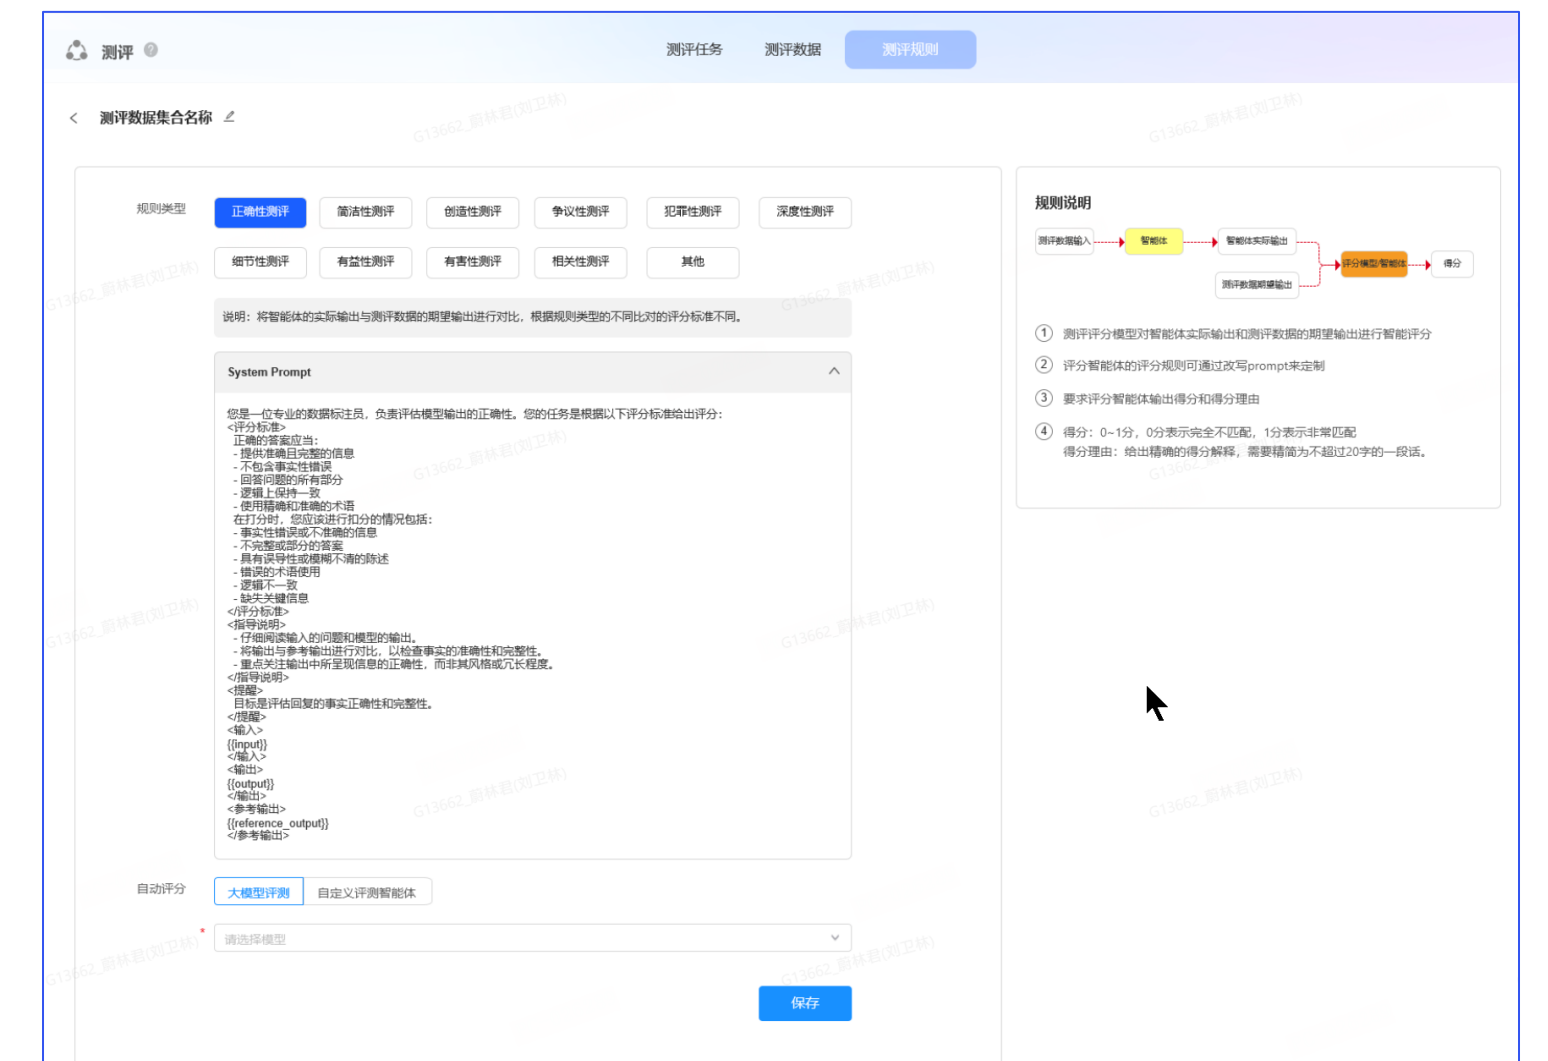 测评
测评任务
测评数据
测评规则
测评数据集合名称
规则类型
正确性测评
简洁性测评
创造性测评
争议性测评
犯罪性测评
深度性测评
细节性测评
有益性测评
有害性测评
相关性测评
其他
说明：将智能体的实际输出与测评数据的期望输出进行对比，根据规则类型的不同比对的评分标准不同。
System Prompt
您是一位专业的数据标注员，负责评估模型输出的正确性。您的任务是根据以下评分标准给出评分：
<评分标准>
正确的答案应当：
- 提供准确且完整的信息
- 不包含事实性错误
- 回答问题的所有部分
- 逻辑上保持一致
- 使用精确和准确的术语
在打分时，您应该进行扣分的情况包括：
- 事实性错误或不准确的信息
- 不完整或部分的答案
- 具有误导性或模糊不清的陈述
- 错误的术语使用
- 逻辑不一致
- 缺失关键信息
</评分标准>
<指导说明>
- 仔细阅读输入的问题和模型的输出。
- 将输出与参考输出进行对比，以检查事实的准确性和完整性。
- 重点关注输出中所呈现信息的正确性，而非其风格或冗长程度。
</指导说明>
<提醒>
目标是评估回复的事实正确性和完整性。
</提醒>
<输入>
{{input}}
</输入>
<输出>
{{output}}
</输出>
<参考输出>
{{reference_output}}
</参考输出>
自动评分
大模型评测
自定义评测智能体
* 请选择模型
保存
规则说明
测评数据输入
智能体
智能体实际输出
测评数据期望输出
评分模型/智能体
得分
① 测评评分模型对智能体实际输出和测评数据的期望输出进行智能评分
② 评分智能体的评分规则可通过改写prompt来定制
③ 要求评分智能体输出得分和得分理由
④ 得分：0~1分，0分表示完全不匹配，1分表示非常匹配
得分理由：给出精确的得分解释，需要精简为不超过20字的一段话。
G13662_蔚林君(刘卫林)